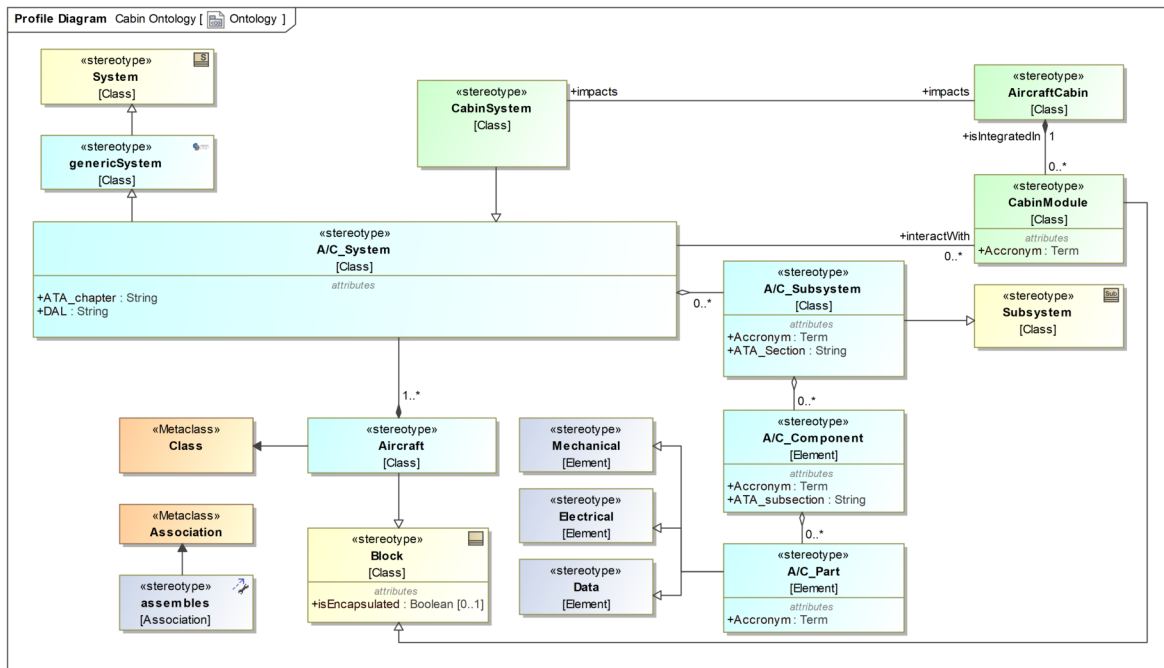 Profile Diagram Cabin Ontology [ Ontology ]
«stereotype»
System
[Class]
S
«stereotype»
genericSystem
[Class]
«stereotype»
CabinSystem
[Class]
+impacts
+impacts
«stereotype»
AircraftCabin
[Class]
+isIntegratedIn
1
0..*
«stereotype»
CabinModule
[Class]
attributes
+Accronym : Term
«stereotype»
A/C_System
[Class]
attributes
+ATA_chapter : String
+DAL : String
+interactWith
0..*
0..*
«stereotype»
A/C_Subsystem
[Class]
attributes
+Accronym : Term
+ATA_Section : String
«stereotype»
Subsystem
[Class]
Sub
1..*
0..*
«Metaclass»
Class
«stereotype»
Aircraft
[Class]
«stereotype»
Mechanical
[Element]
«stereotype»
A/C_Component
[Element]
attributes
+Accronym : Term
+ATA_subsection : String
«stereotype»
Electrical
[Element]
«Metaclass»
Association
0..*
«stereotype»
Block
[Class]
attributes
+isEncapsulated : Boolean [0..1]
«stereotype»
Data
[Element]
«stereotype»
A/C_Part
[Element]
attributes
+Accronym : Term
«stereotype»
assembles
[Association]